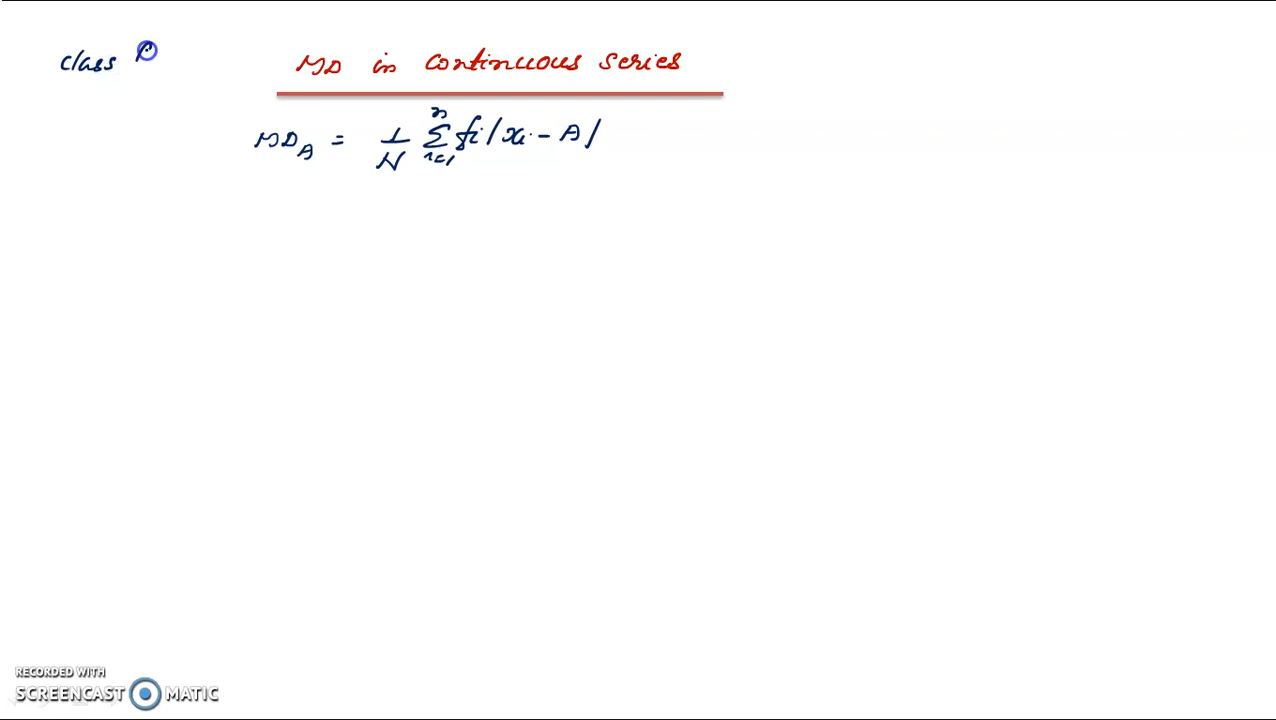 class
MD in continuous series
MD_A = 1/N Σ_{i=1}^{n} fi |xi - A|
RECORDED WITH
SCREENCAST MATIC